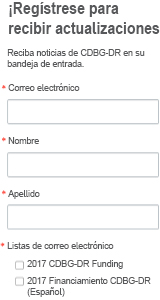 ¡Regístrese para
recibir actualizaciones
Reciba noticias de CDBG-DR en su
bandeja de entrada.
* Correo electrónico
* Nombre
* Apellido
* Listas de correo electrónico
2017 CDBG-DR Funding
2017 Financiamiento CDBG-DR
(Español)